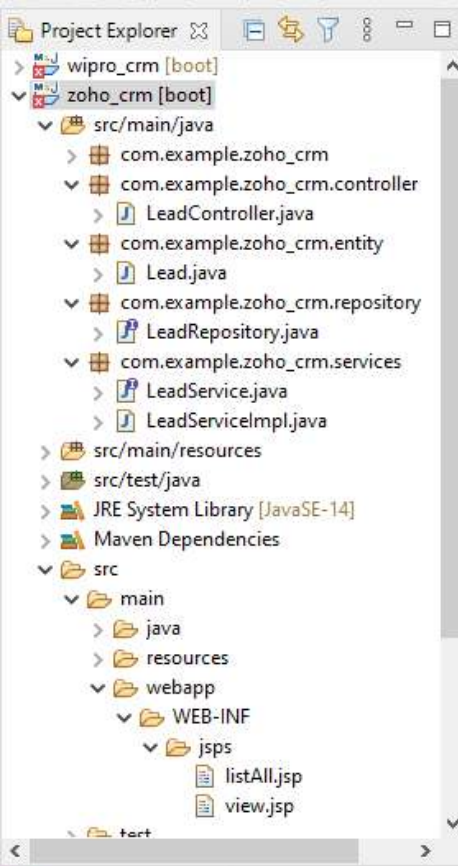 Project Explorer
wipro_crm [boot]
zoho_crm [boot]
src/main/java
com.example.zoho_crm
com.example.zoho_crm.controller
LeadController.java
com.example.zoho_crm.entity
Lead.java
com.example.zoho_crm.repository
LeadRepository.java
com.example.zoho_crm.services
LeadService.java
LeadServiceImpl.java
src/main/resources
src/test/java
JRE System Library [JavaSE-14]
Maven Dependencies
src
main
java
resources
webapp
WEB-INF
jsps
listAll.jsp
view.jsp
test